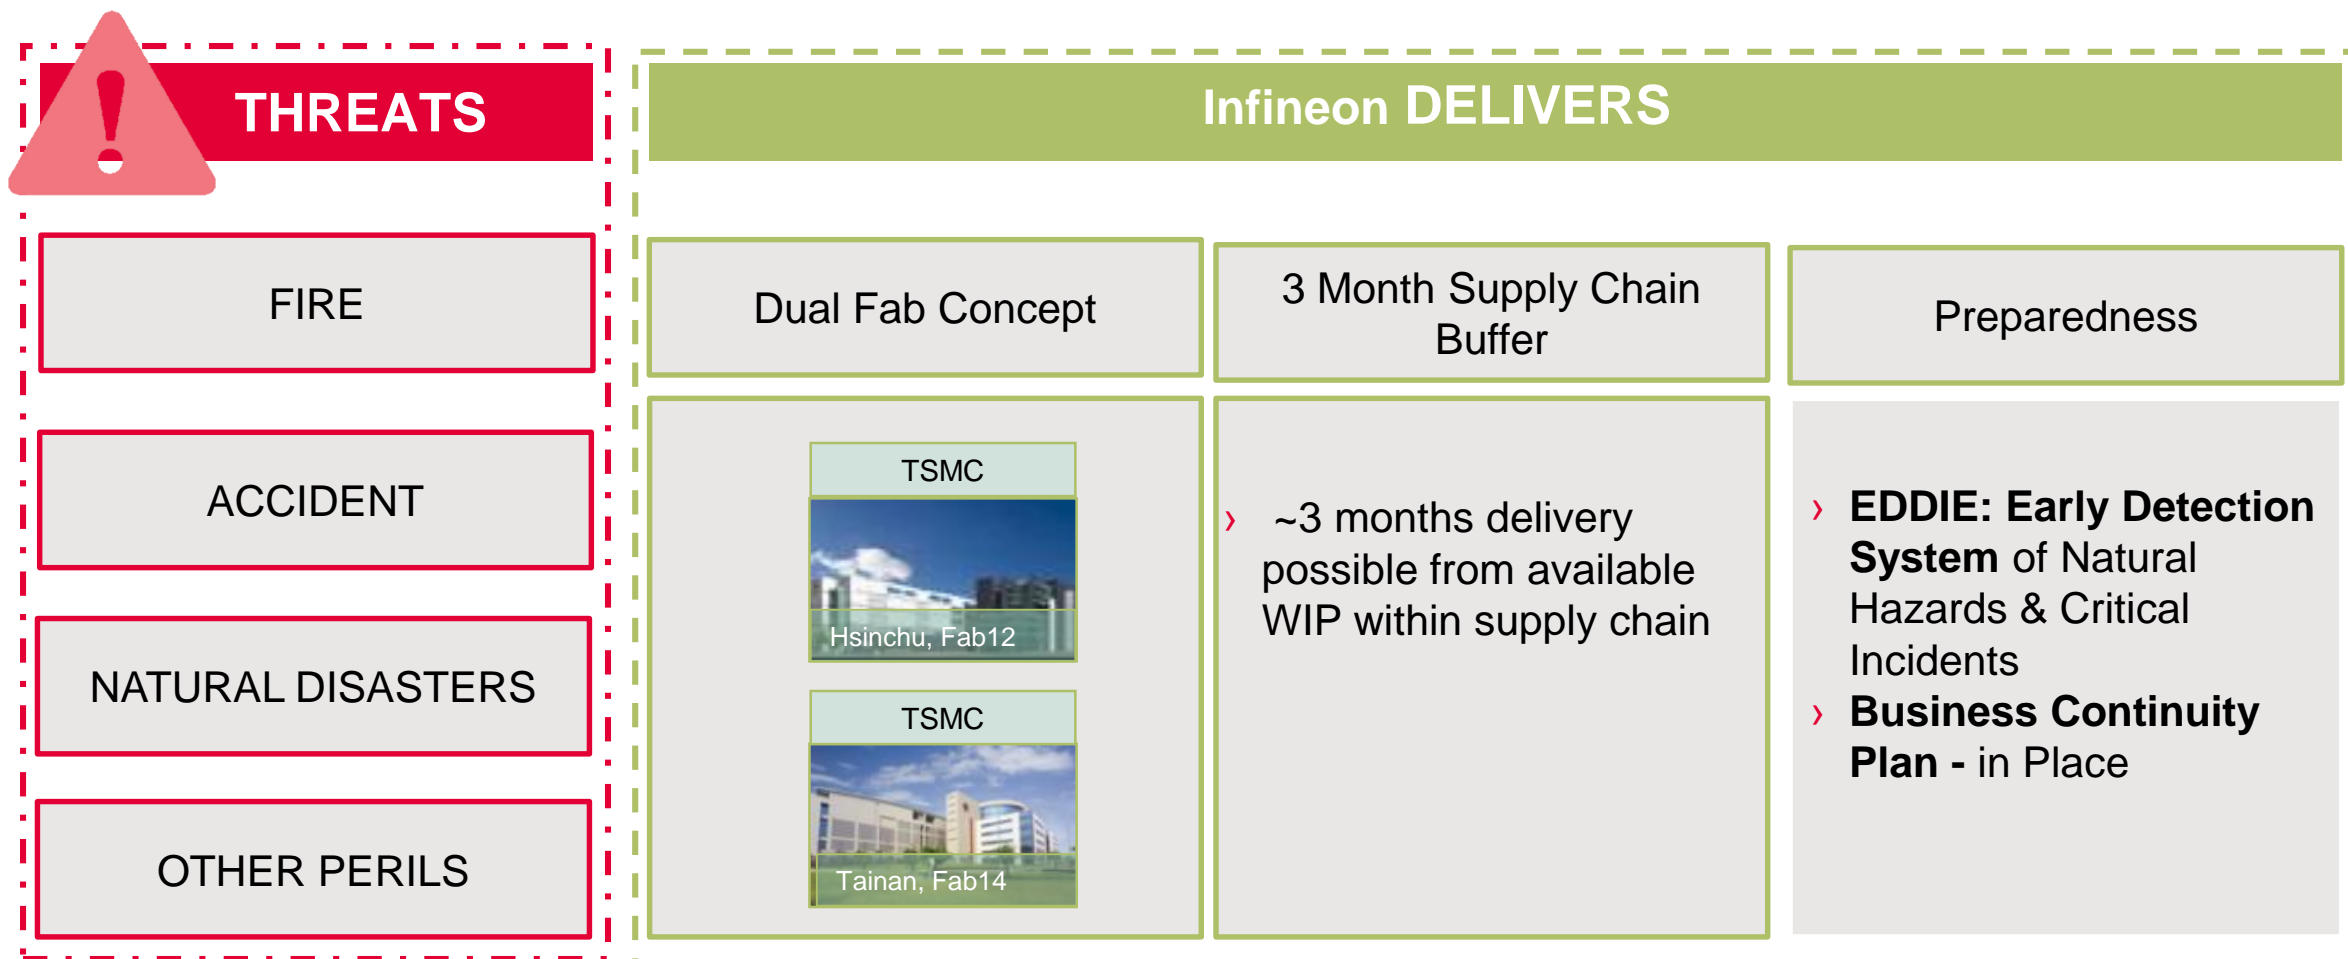 THREATS
Infineon DELIVERS
FIRE
ACCIDENT
NATURAL DISASTERS
OTHER PERILS
Dual Fab Concept
TSMC
Hsinchu, Fab12
TSMC
Tainan, Fab14
3 Month Supply Chain
Buffer
› ~3 months delivery
possible from available
WIP within supply chain
Preparedness
› EDDIE: Early Detection
System of Natural
Hazards & Critical
Incidents
› Business Continuity
Plan - in Place